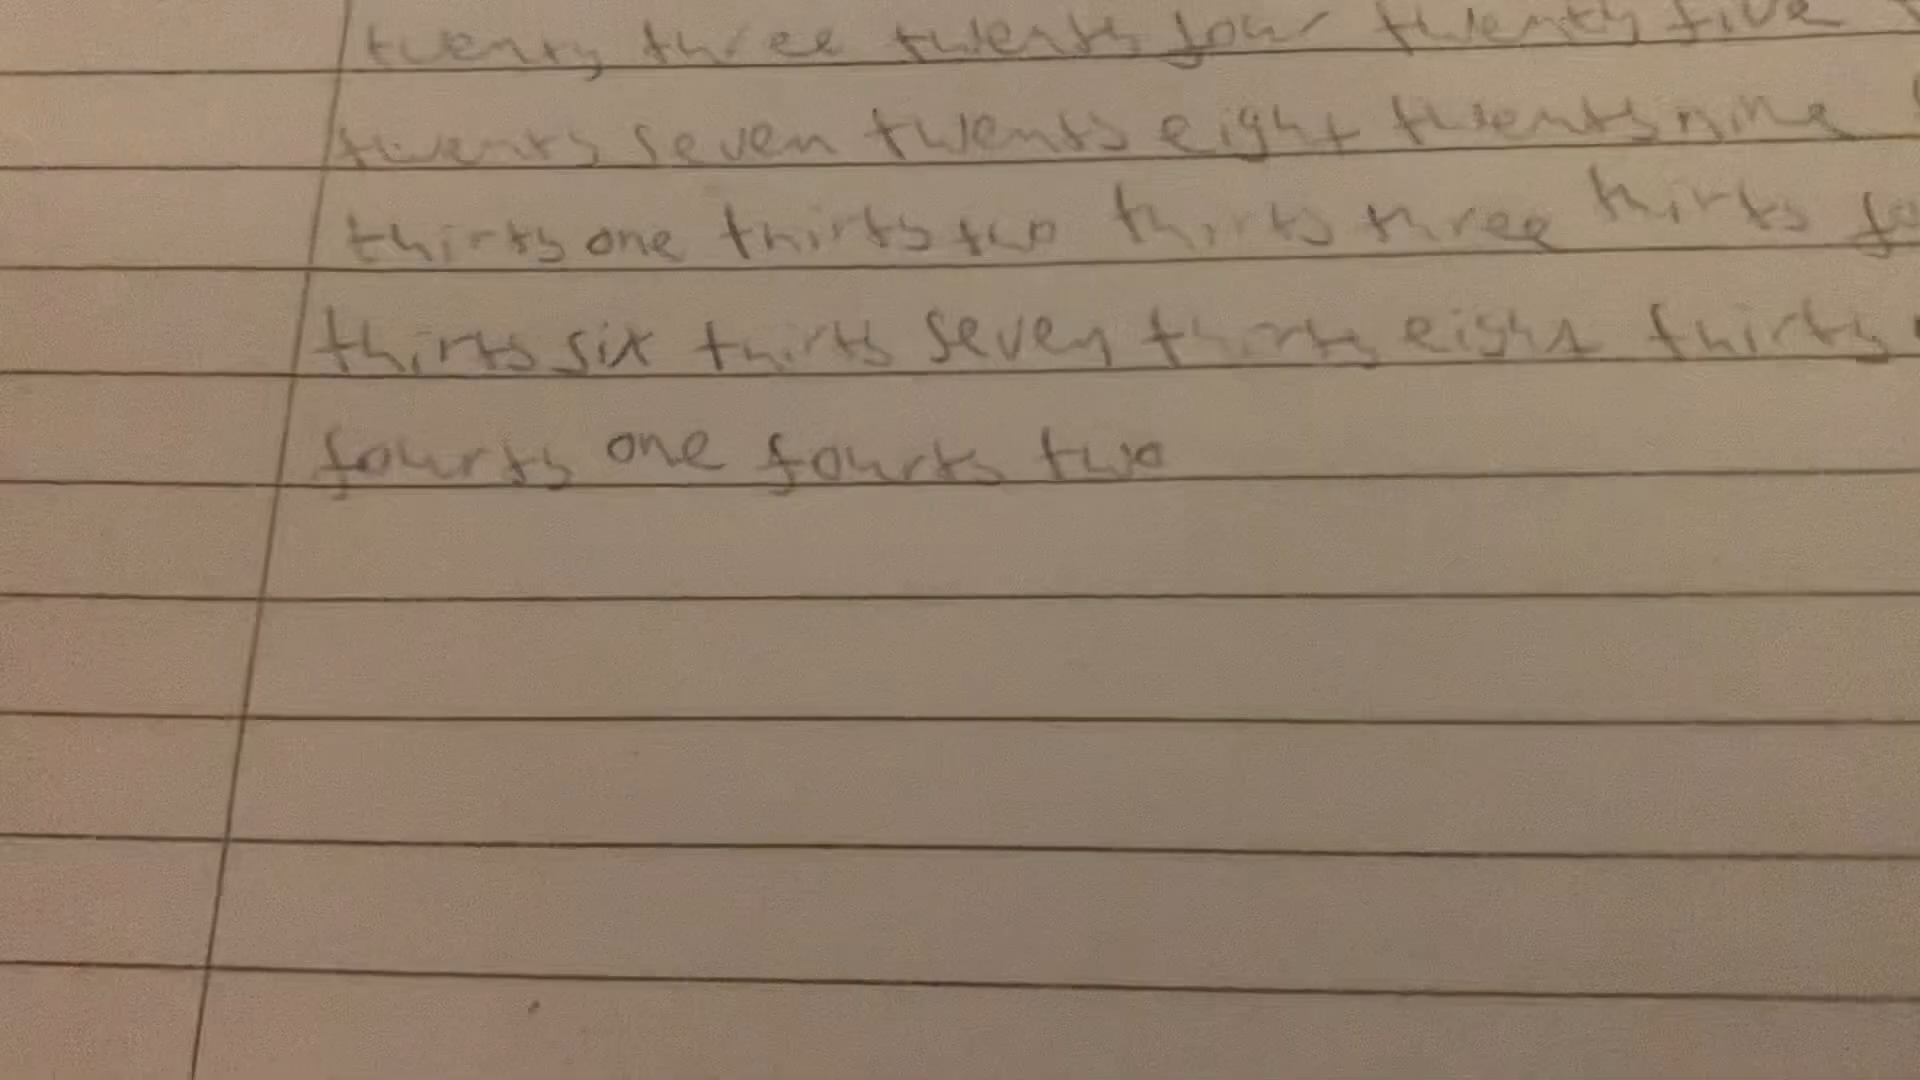 twenty three twenty four twenty five
twenty seven twenty eight twenty nine
thirty one thirty two thirty three thirty
thirty six thirty seven thirty eight thirty
fourty one fourty two